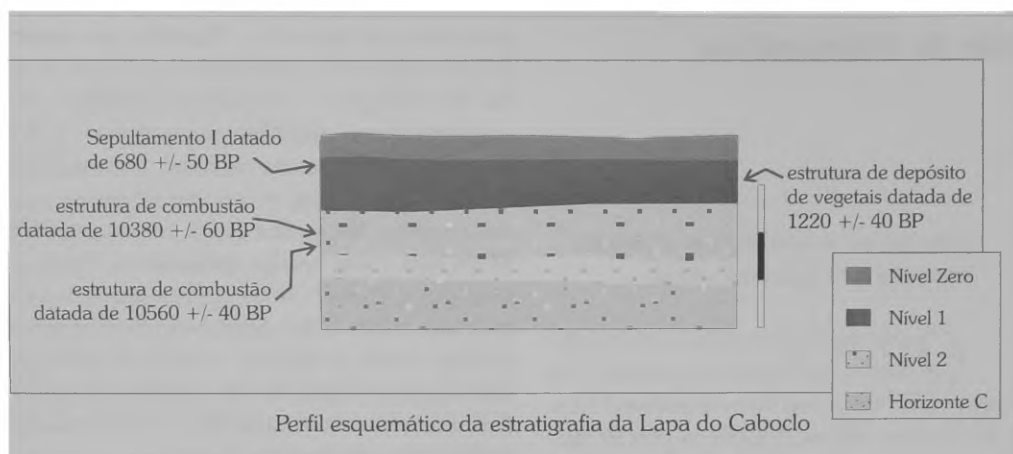 Sepultamento I datado
de 680 +/- 50 BP
estrutura de combustão
datada de 10380 +/- 60 BP
estrutura de combustão
datada de 10560 +/- 40 BP
estrutura de depósito
de vegetais datada de
1220 +/- 40 BP
Nível Zero
Nível 1
Nível 2
Horizonte C
Perfil esquemático da estratigrafia da Lapa do Caboclo